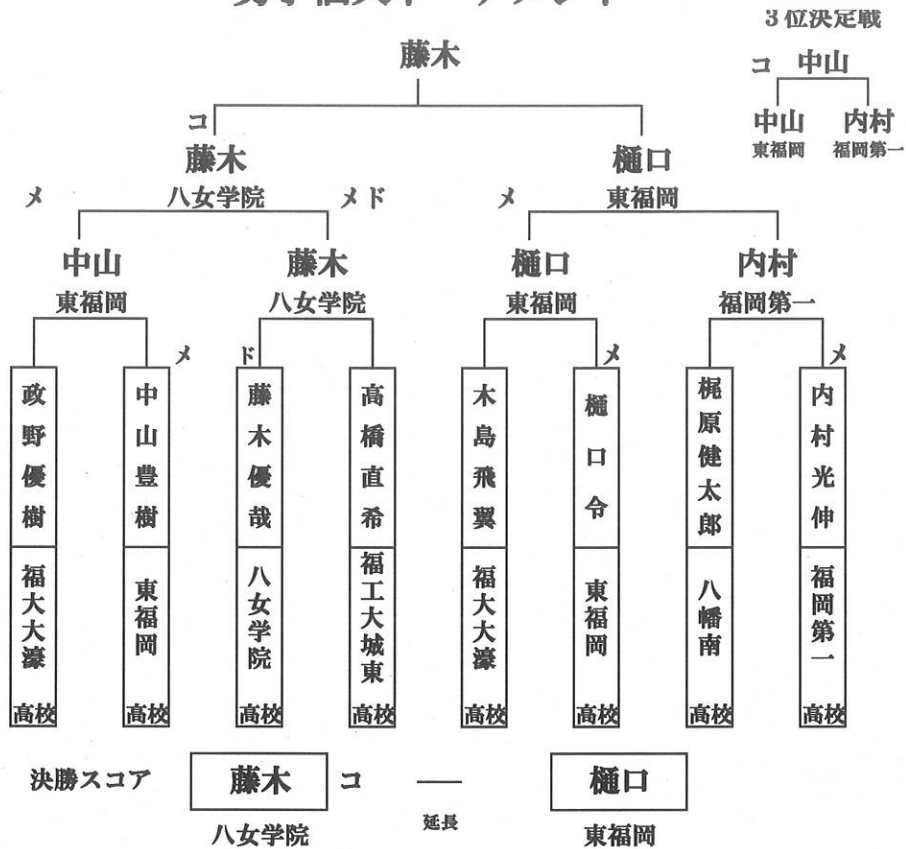 3位決定戦
藤木
コ 中山
中山 内村
東福岡 福岡第一
コ
藤木 樋口
八女学院 東福岡
メ メド メ
中山 藤木 樋口 内村
東福岡 八女学院 東福岡 福岡第一
メ ド メ メ
政野優樹 福大大濠 高校
中山豊樹 東福岡 高校
藤木優哉 八女学院 高校
高橋直希 福工大城東 高校
木島飛翼 福大大濠 高校
樋口令 東福岡 高校
梶原健太郎 八幡南 高校
内村光伸 福岡第一 高校
決勝スコア 藤木 コ — 樋口
延長
八女学院 東福岡